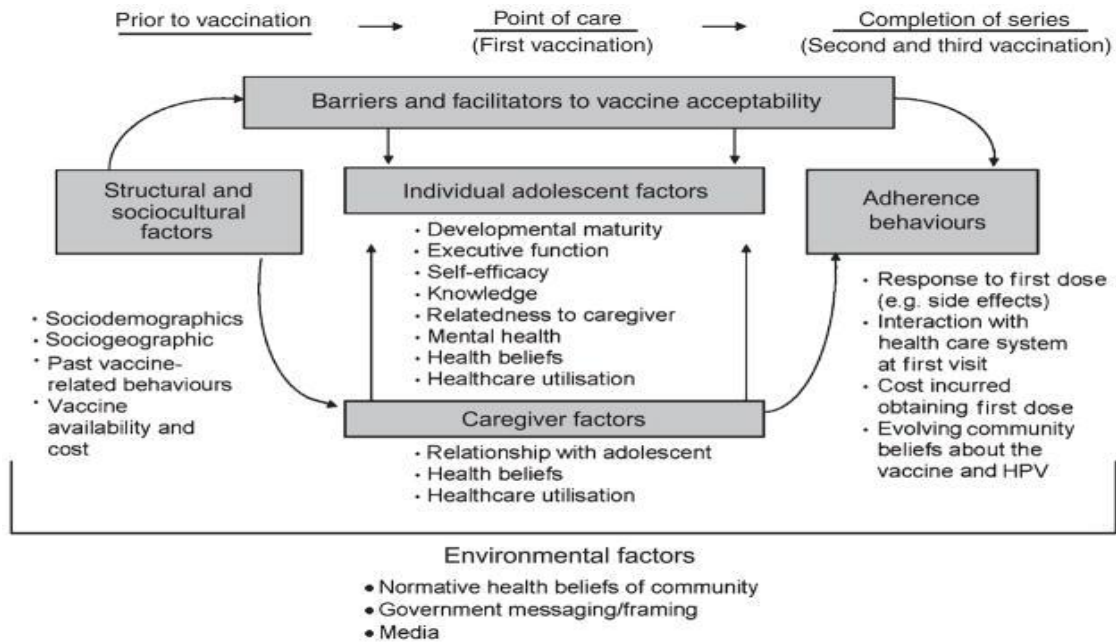 Prior to vaccination
Point of care
(First vaccination)
Completion of series
(Second and third vaccination)
Barriers and facilitators to vaccine acceptability
Structural and
sociocultural
factors
• Sociodemographics
• Sociogeographic
• Past vaccine-
related behaviours
• Vaccine
availability and
cost
Individual adolescent factors
• Developmental maturity
• Executive function
• Self-efficacy
• Knowledge
• Relatedness to caregiver
• Mental health
• Health beliefs
• Healthcare utilisation
Caregiver factors
• Relationship with adolescent
• Health beliefs
• Healthcare utilisation
Adherence
behaviours
• Response to first dose
(e.g. side effects)
• Interaction with
health care system
at first visit
• Cost incurred
obtaining first dose
• Evolving community
beliefs about the
vaccine and HPV
Environmental factors
• Normative health beliefs of community
• Government messaging/framing
• Media